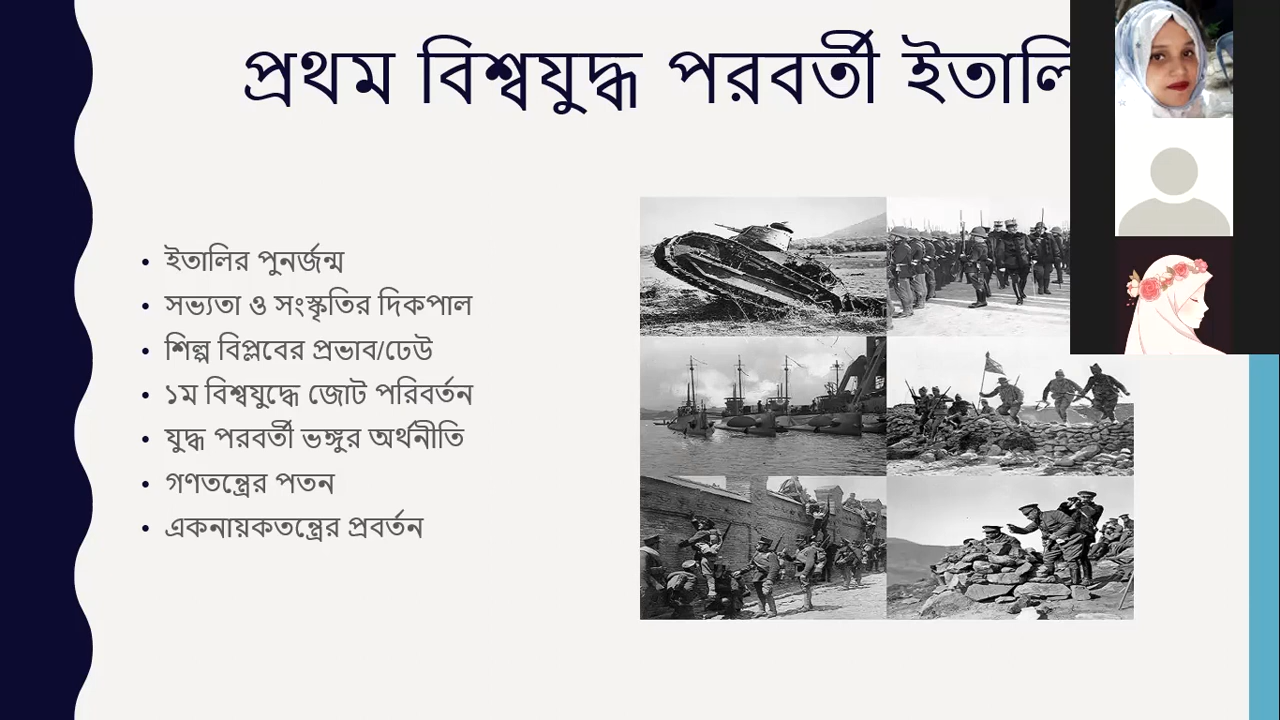 প্রথম বিশ্বযুদ্ধ পরবর্তী ইতালি
ইতালির পুনর্জন্ম
সভ্যতা ও সংস্কৃতির দিকপাল
শিল্প বিপ্লবের প্রভাব/ঢেউ
১ম বিশ্বযুদ্ধে জোট পরিবর্তন
যুদ্ধ পরবর্তী ভঙ্গুর অর্থনীতি
গণতন্ত্রের পতন
একনায়কতন্ত্রের প্রবর্তন